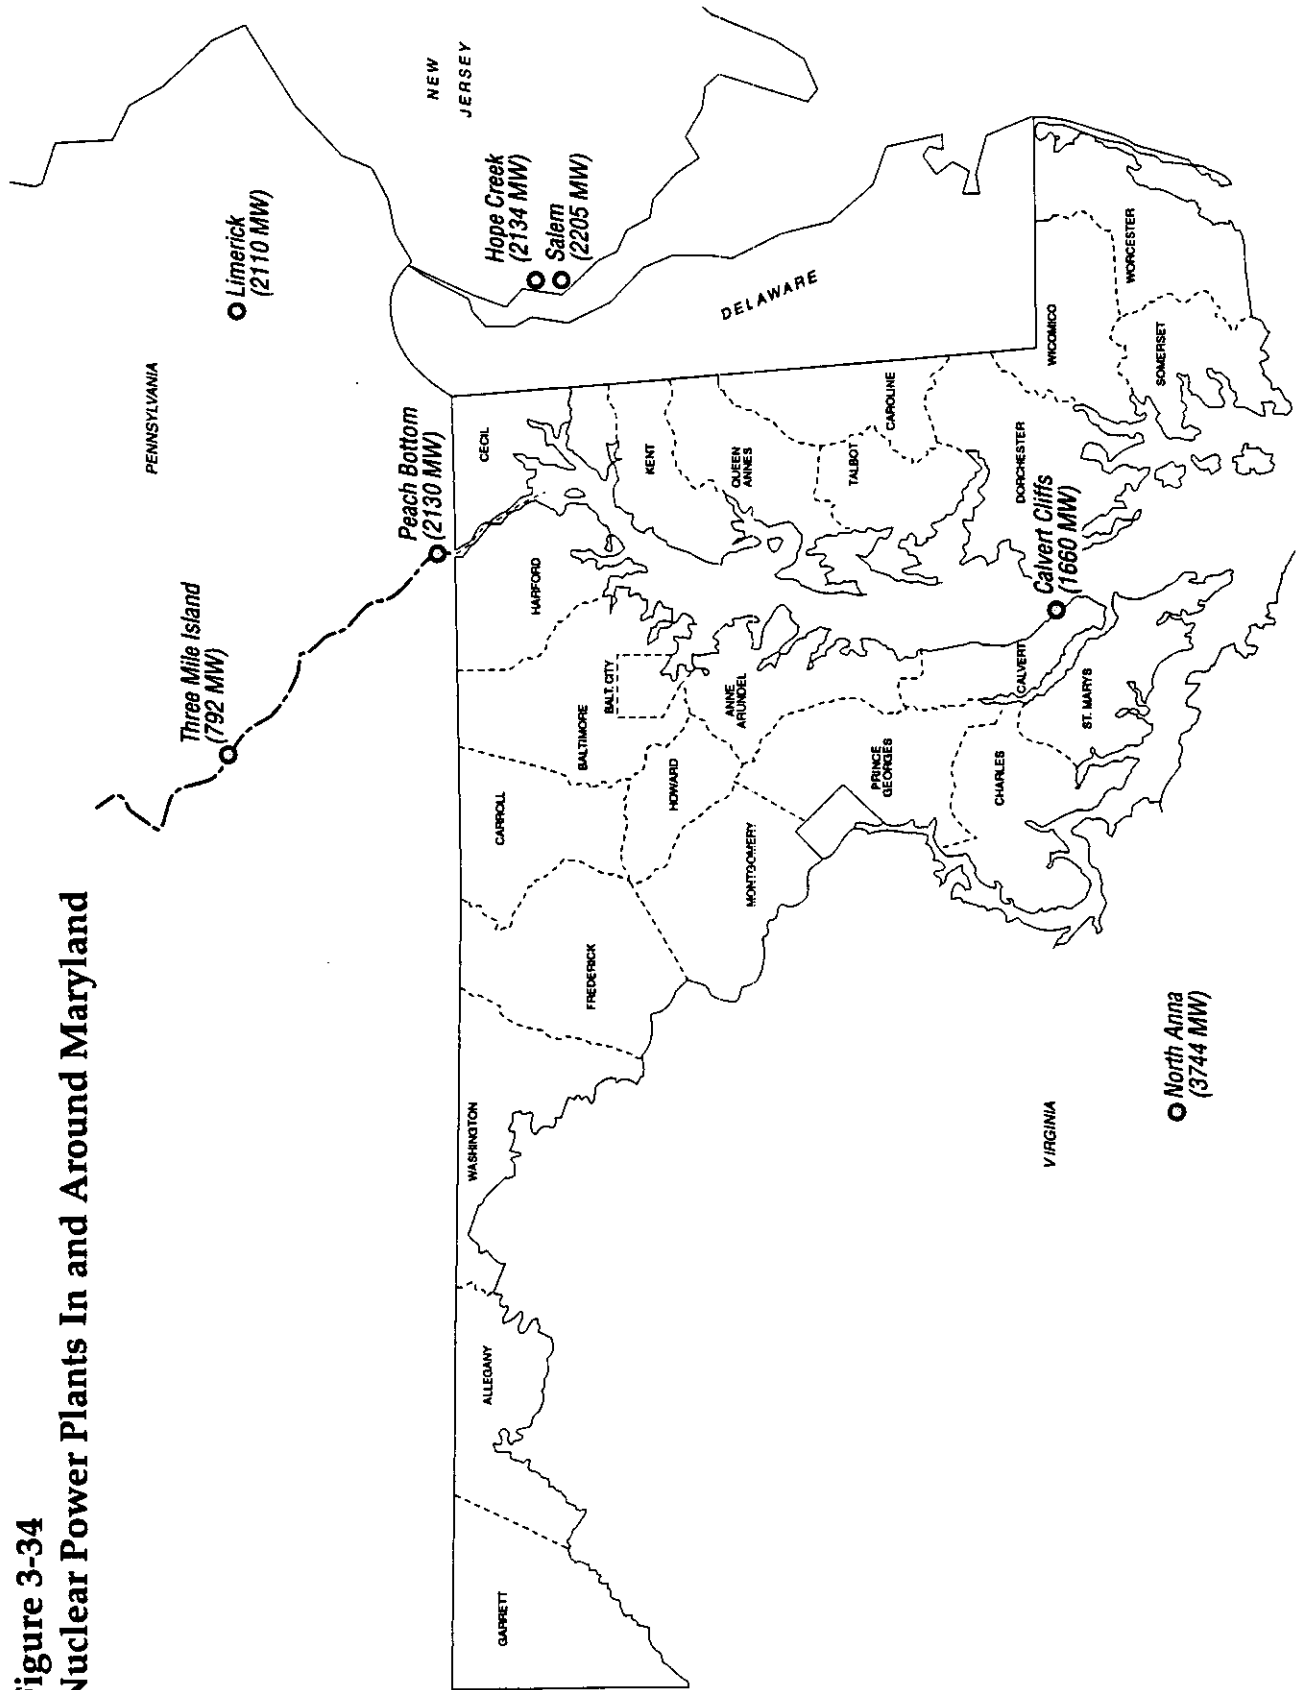 Figure 3-34
Nuclear Power Plants In and Around Maryland
Three Mile Island
(792 MW)
PENNSYLVANIA
Limerick
(2110 MW)
NEW
JERSEY
Peach Bottom
(2130 MW)
Hope Creek
(2134 MW)
Salem
(2205 MW)
GARRETT
ALLEGANY
WASHINGTON
FREDERICK
CARROLL
BALTIMORE
BALT. CITY
HARFORD
CECIL
KENT
HOWARD
ANNE
ARUNDEL
QUEEN
ANNES
DELAWARE
MONTGOMERY
PRINCE
GEORGES
TALBOT
CAROLINE
CHARLES
CALVERT
ST. MARYS
Calvert Cliffs
(1660 MW)
DORCHESTER
WICOMICO
WORCESTER
SOMERSET
VIRGINIA
North Anna
(3744 MW)